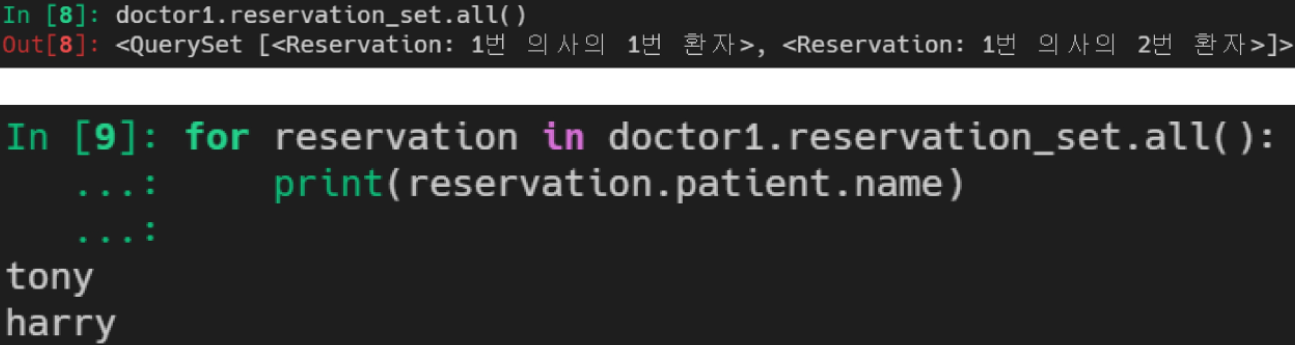 In [8]: doctor1.reservation_set.all()
Out[8]: <QuerySet [<Reservation: 1번 의사의 1번 환자>, <Reservation: 1번 의사의 2번 환자>]>
In [9]: for reservation in doctor1.reservation_set.all():
   ...:     print(reservation.patient.name)
   ...:
tony
harry